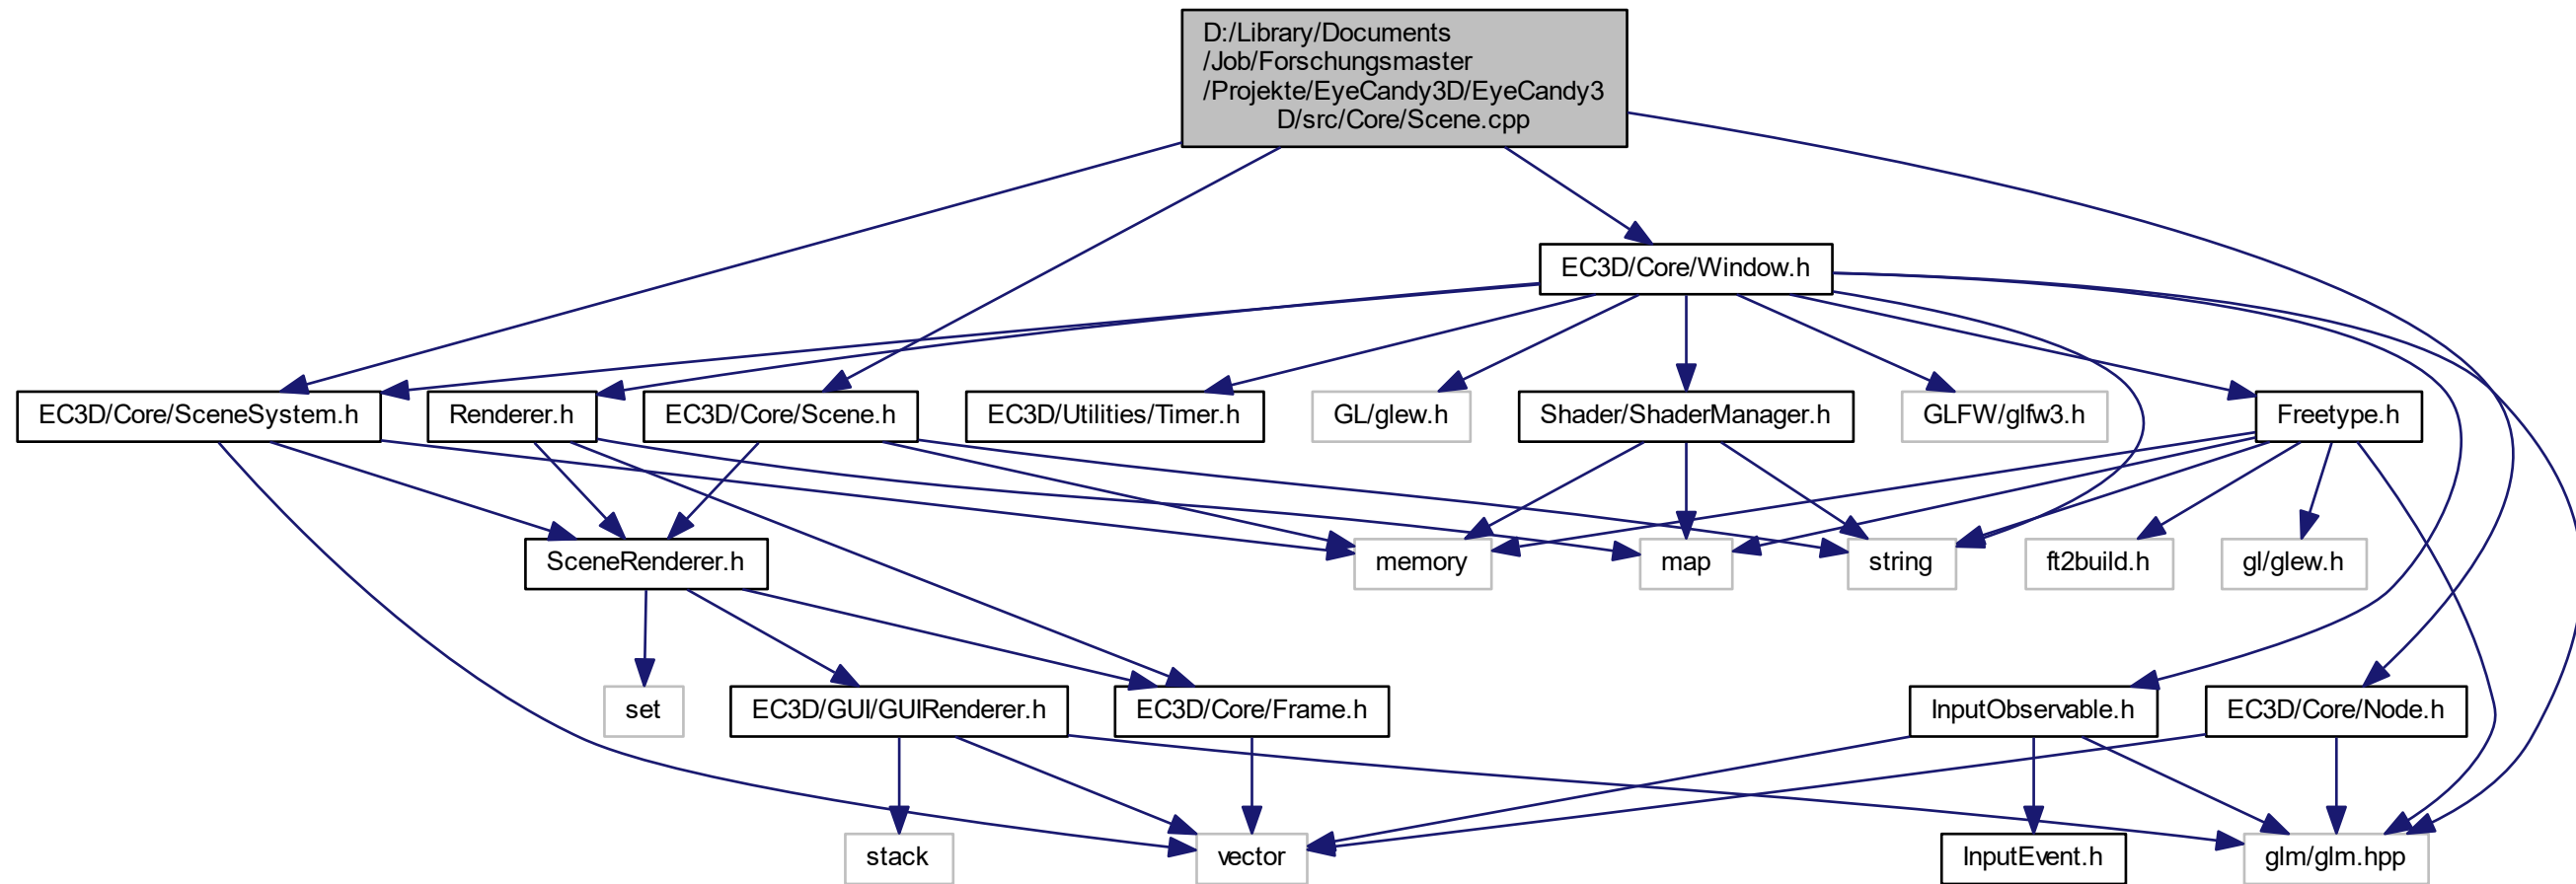 D:/Library/Documents
/Job/Forschungsmaster
/Projekte/EyeCandy3D/EyeCandy3
D/src/Core/Scene.cpp
EC3D/Core/Window.h
EC3D/Core/SceneSystem.h
Renderer.h
EC3D/Core/Scene.h
EC3D/Utilities/Timer.h
GL/glew.h
Shader/ShaderManager.h
GLFW/glfw3.h
Freetype.h
SceneRenderer.h
memory
map
string
ft2build.h
gl/glew.h
set
EC3D/GUI/GUIRenderer.h
EC3D/Core/Frame.h
InputObservable.h
EC3D/Core/Node.h
stack
vector
InputEvent.h
glm/glm.hpp